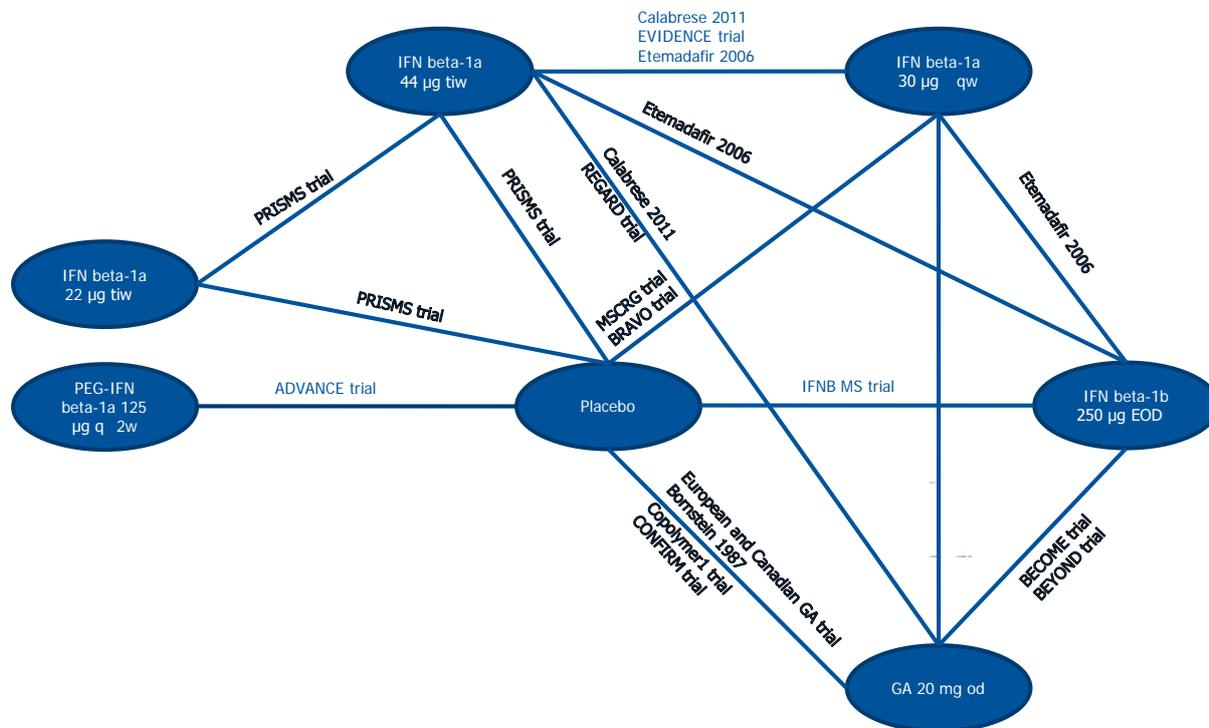 Calabrese 2011
EVIDENCE trial
Etemadafir 2006
IFN beta-1a
44 µg tiw
IFN beta-1a
30 µg qw
Etemadafir 2006
Calabrese 2011
REGARD trial
PRISMS trial
PRISMS trial
Etemadafir 2006
IFN beta-1a
22 µg tiw
PRISMS trial
MSCRG trial
BRAVO trial
PEG-IFN
beta-1a 125
µg q 2w
ADVANCE trial
Placebo
IFNB MS trial
IFN beta-1b
250 µg EOD
European and Canadian GA trial
Bornstein 1987
Copolymer1 trial
CONFIRM trial
BECOME trial
BEYOND trial
GA 20 mg od